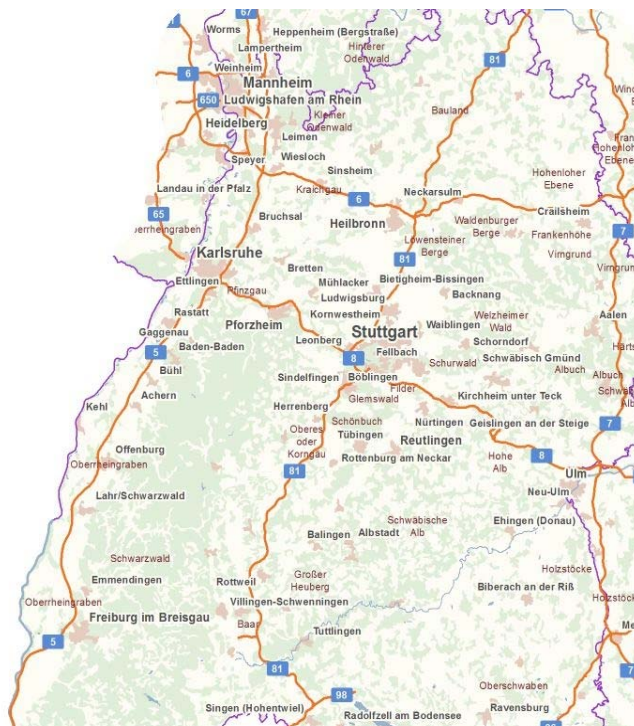 67
Worms
Heppenheim (Bergstraße)
Lampertheim
Hinterer
Odenwald
81
Weinheim
6
Mannheim
650
Ludwigshafen am Rhein
Bauland
Kleiner
Odenwald
Heidelberg
Leimen
Hohenloher
Ebene
Speyer
Wiesloch
Sinsheim
Hohenloher
Ebene
Landau in der Pfalz
Kraichgau
6
Neckarsulm
65
Bruchsal
Heilbronn
Waldenburger
Berge
Crailsheim
Oberrheingraben
Frankenhöhe
7
Löwensteiner
Berge
Karlsruhe
81
Virngrund
Bretten
Virngrund
Ettlingen
Pfinzgau
Mühlacker
Bietigheim-Bissingen
Ludwigsburg
Backnang
Rastatt
Pforzheim
Kornwestheim
Welzheimer
Wald
Aalen
Gaggenau
Stuttgart
Waiblingen
Baden-Baden
Leonberg
Schorndorf
5
8
Fellbach
Schurwald
Schwäbisch Gmünd
Bühl
Albuch
Albuch
Sindelfingen
Böblingen
Filder
Achern
Glemswald
Kirchheim unter Teck
Kehl
Herrenberg
Schönbuch
Nürtingen
Geislingen an der Steige
7
Oberes
oder
Korngau
Tübingen
Reutlingen
Offenburg
Rottenburg am Neckar
Hohe
Alb
8
Oberrheingraben
81
Ulm
Lahr/Schwarzwald
Neu-Ulm
Schwäbische
Alb
Ehingen (Donau)
Balingen
Albstadt
Schwarzwald
Holzstöcke
Emmendingen
Rottweil
Großer
Heuberg
Biberach an der Riß
Oberrheingraben
Villingen-Schwenningen
Holzstöcke
Freiburg im Breisgau
Baar
5
Tuttlingen
81
7
98
Oberschwaben
Singen (Hohentwiel)
Radolfzell am Bodensee
Ravensburg